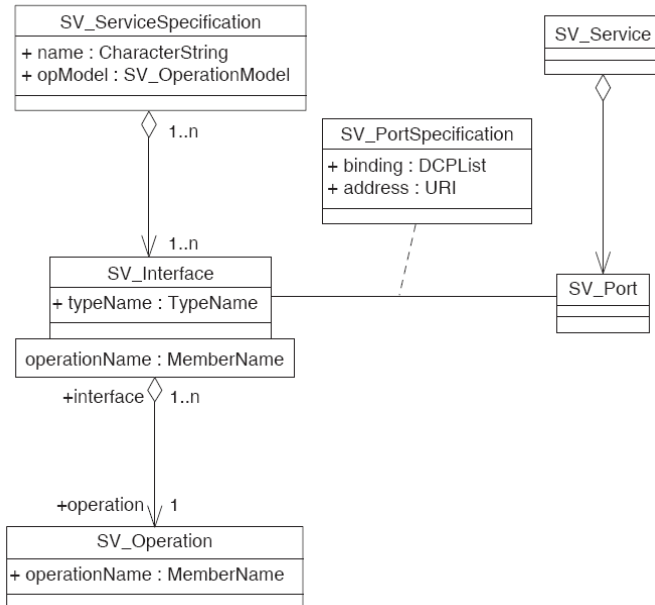 SV_ServiceSpecification
+ name : CharacterString
+ opModel : SV_OperationModel
SV_Service
1..n
SV_PortSpecification
+ binding : DCPList
+ address : URI
1..n
SV_Interface
+ typeName : TypeName
SV_Port
operationName : MemberName
+interface
1..n
+operation
1
SV_Operation
+ operationName : MemberName